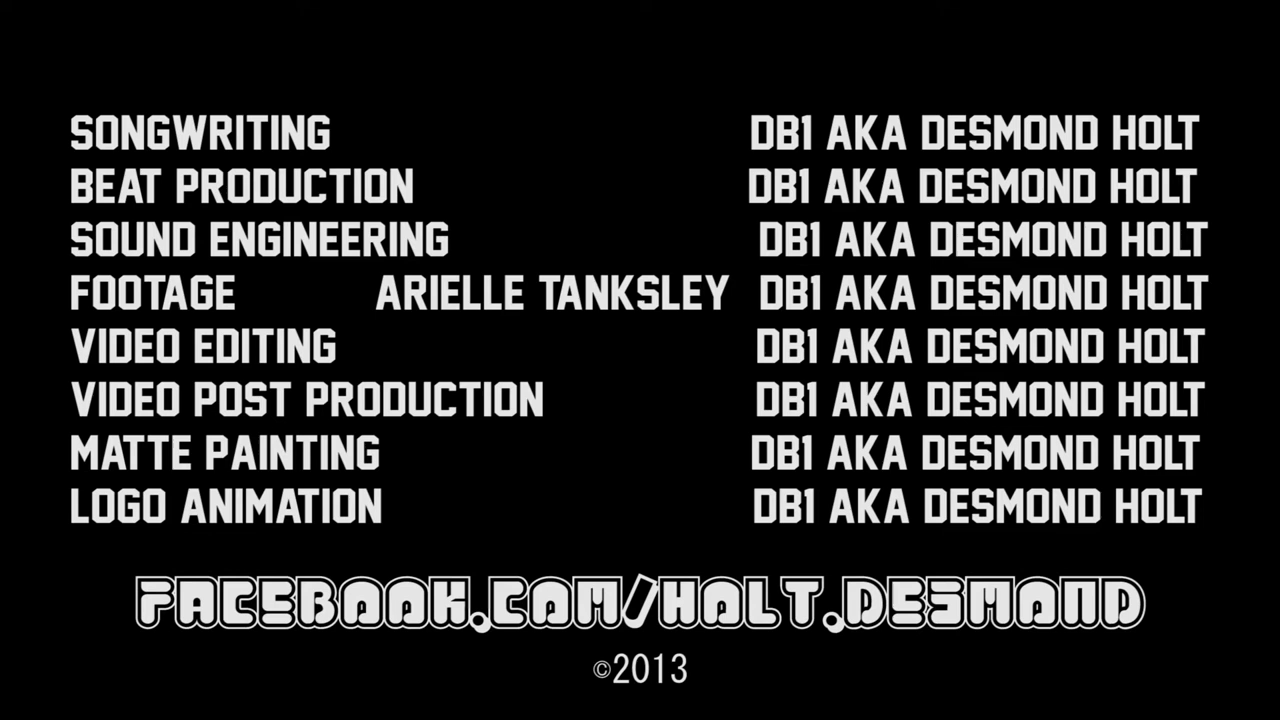 SONGWRITING DB1 AKA DESMOND HOLT
BEAT PRODUCTION DB1 AKA DESMOND HOLT
SOUND ENGINEERING DB1 AKA DESMOND HOLT
FOOTAGE ARIELLE TANKSLEY DB1 AKA DESMOND HOLT
VIDEO EDITING DB1 AKA DESMOND HOLT
VIDEO POST PRODUCTION DB1 AKA DESMOND HOLT
MATTE PAINTING DB1 AKA DESMOND HOLT
LOGO ANIMATION DB1 AKA DESMOND HOLT
FACEBOOK.COM/HOLT.DESMOND
©2013